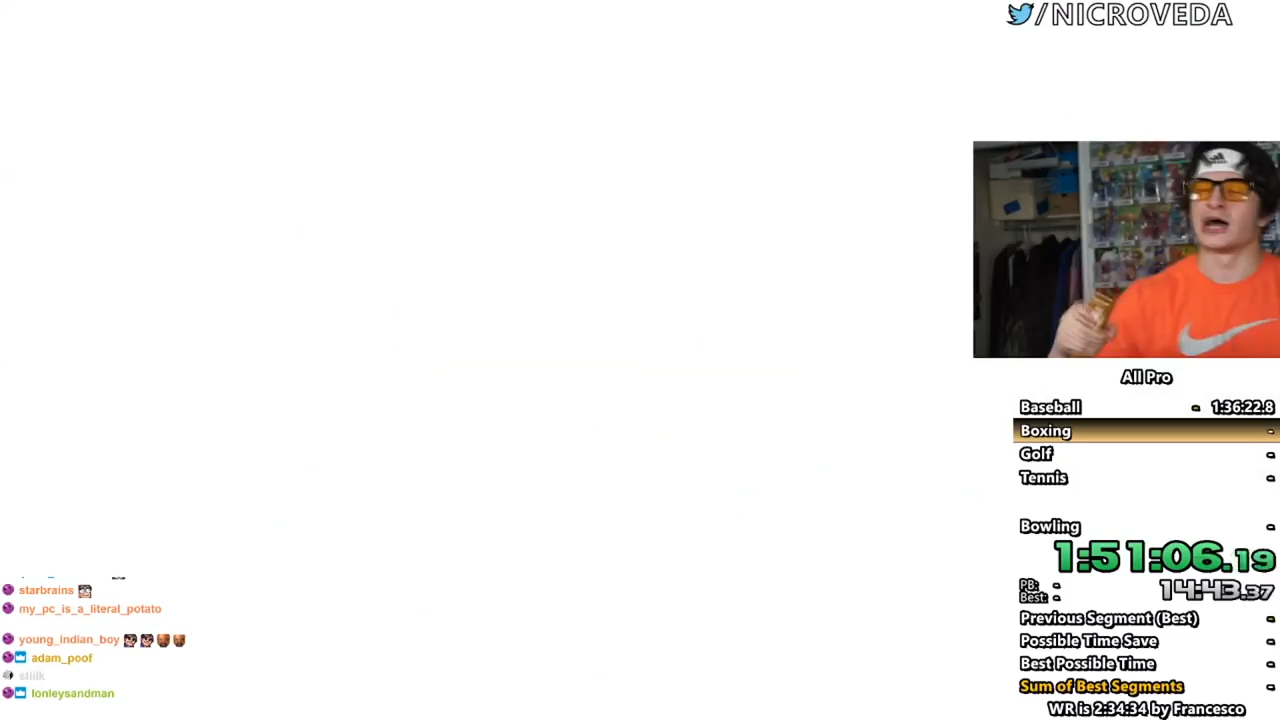 /NICROVEDA
All Pro
Baseball - 1:36:22.8
Boxing -
Golf -
Tennis -
Bowling -
1:51:06.19
PB: - 14:43.37
Best: -
Previous Segment (Best) -
Possible Time Save -
Best Possible Time -
Sum of Best Segments -
WR is 2:34:34 by Francesco
starbrains
my_pc_is_a_literal_potato
young_indian_boy
adam_poof
lonleysandman